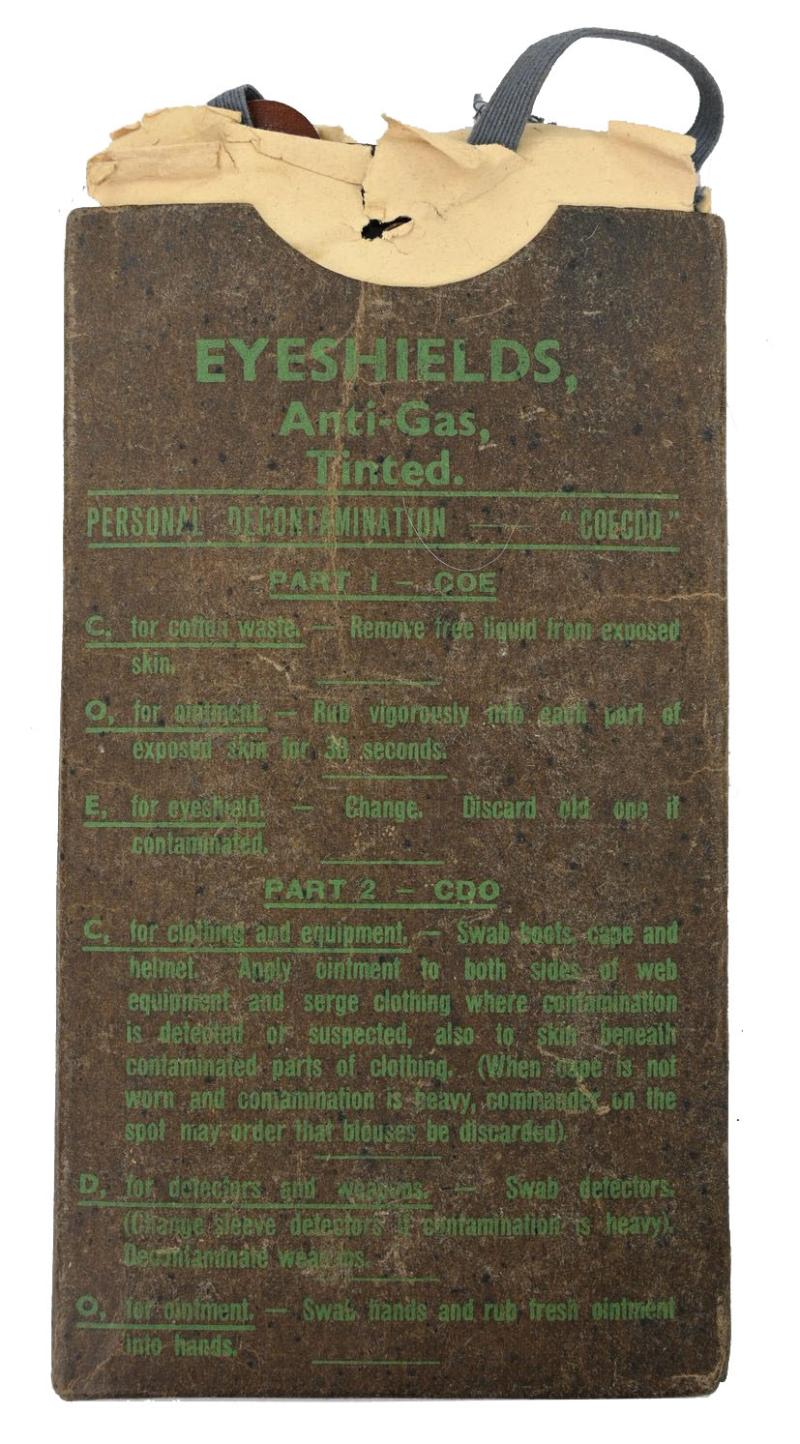 EYESHIELDS,
Anti-Gas,
Tinted.
PERSONAL DECONTAMINATION — "COECDO"
PART 1 – COE
C, for cotton waste. — Remove free liquid from exposed
skin.
O, for ointment. — Rub vigorously into each part of
exposed skin for 30 seconds.
E, for eyeshield. — Change. Discard old one if
contaminated.
PART 2 – CDO
C, for clothing and equipment. — Swab boots, cape and
helmet. Apply ointment to both sides of web
equipment and serge clothing where contamination
is detected or suspected, also to skin beneath
contaminated parts of clothing. (When cape is not
worn and contamination is heavy, commander on the
spot may order that blouses be discarded).
D, for detectors and weapons. — Swab detectors.
(Change sleeve detectors if contamination is heavy).
Decontaminate weapons.
O, for ointment. — Swab hands and rub fresh ointment
into hands.